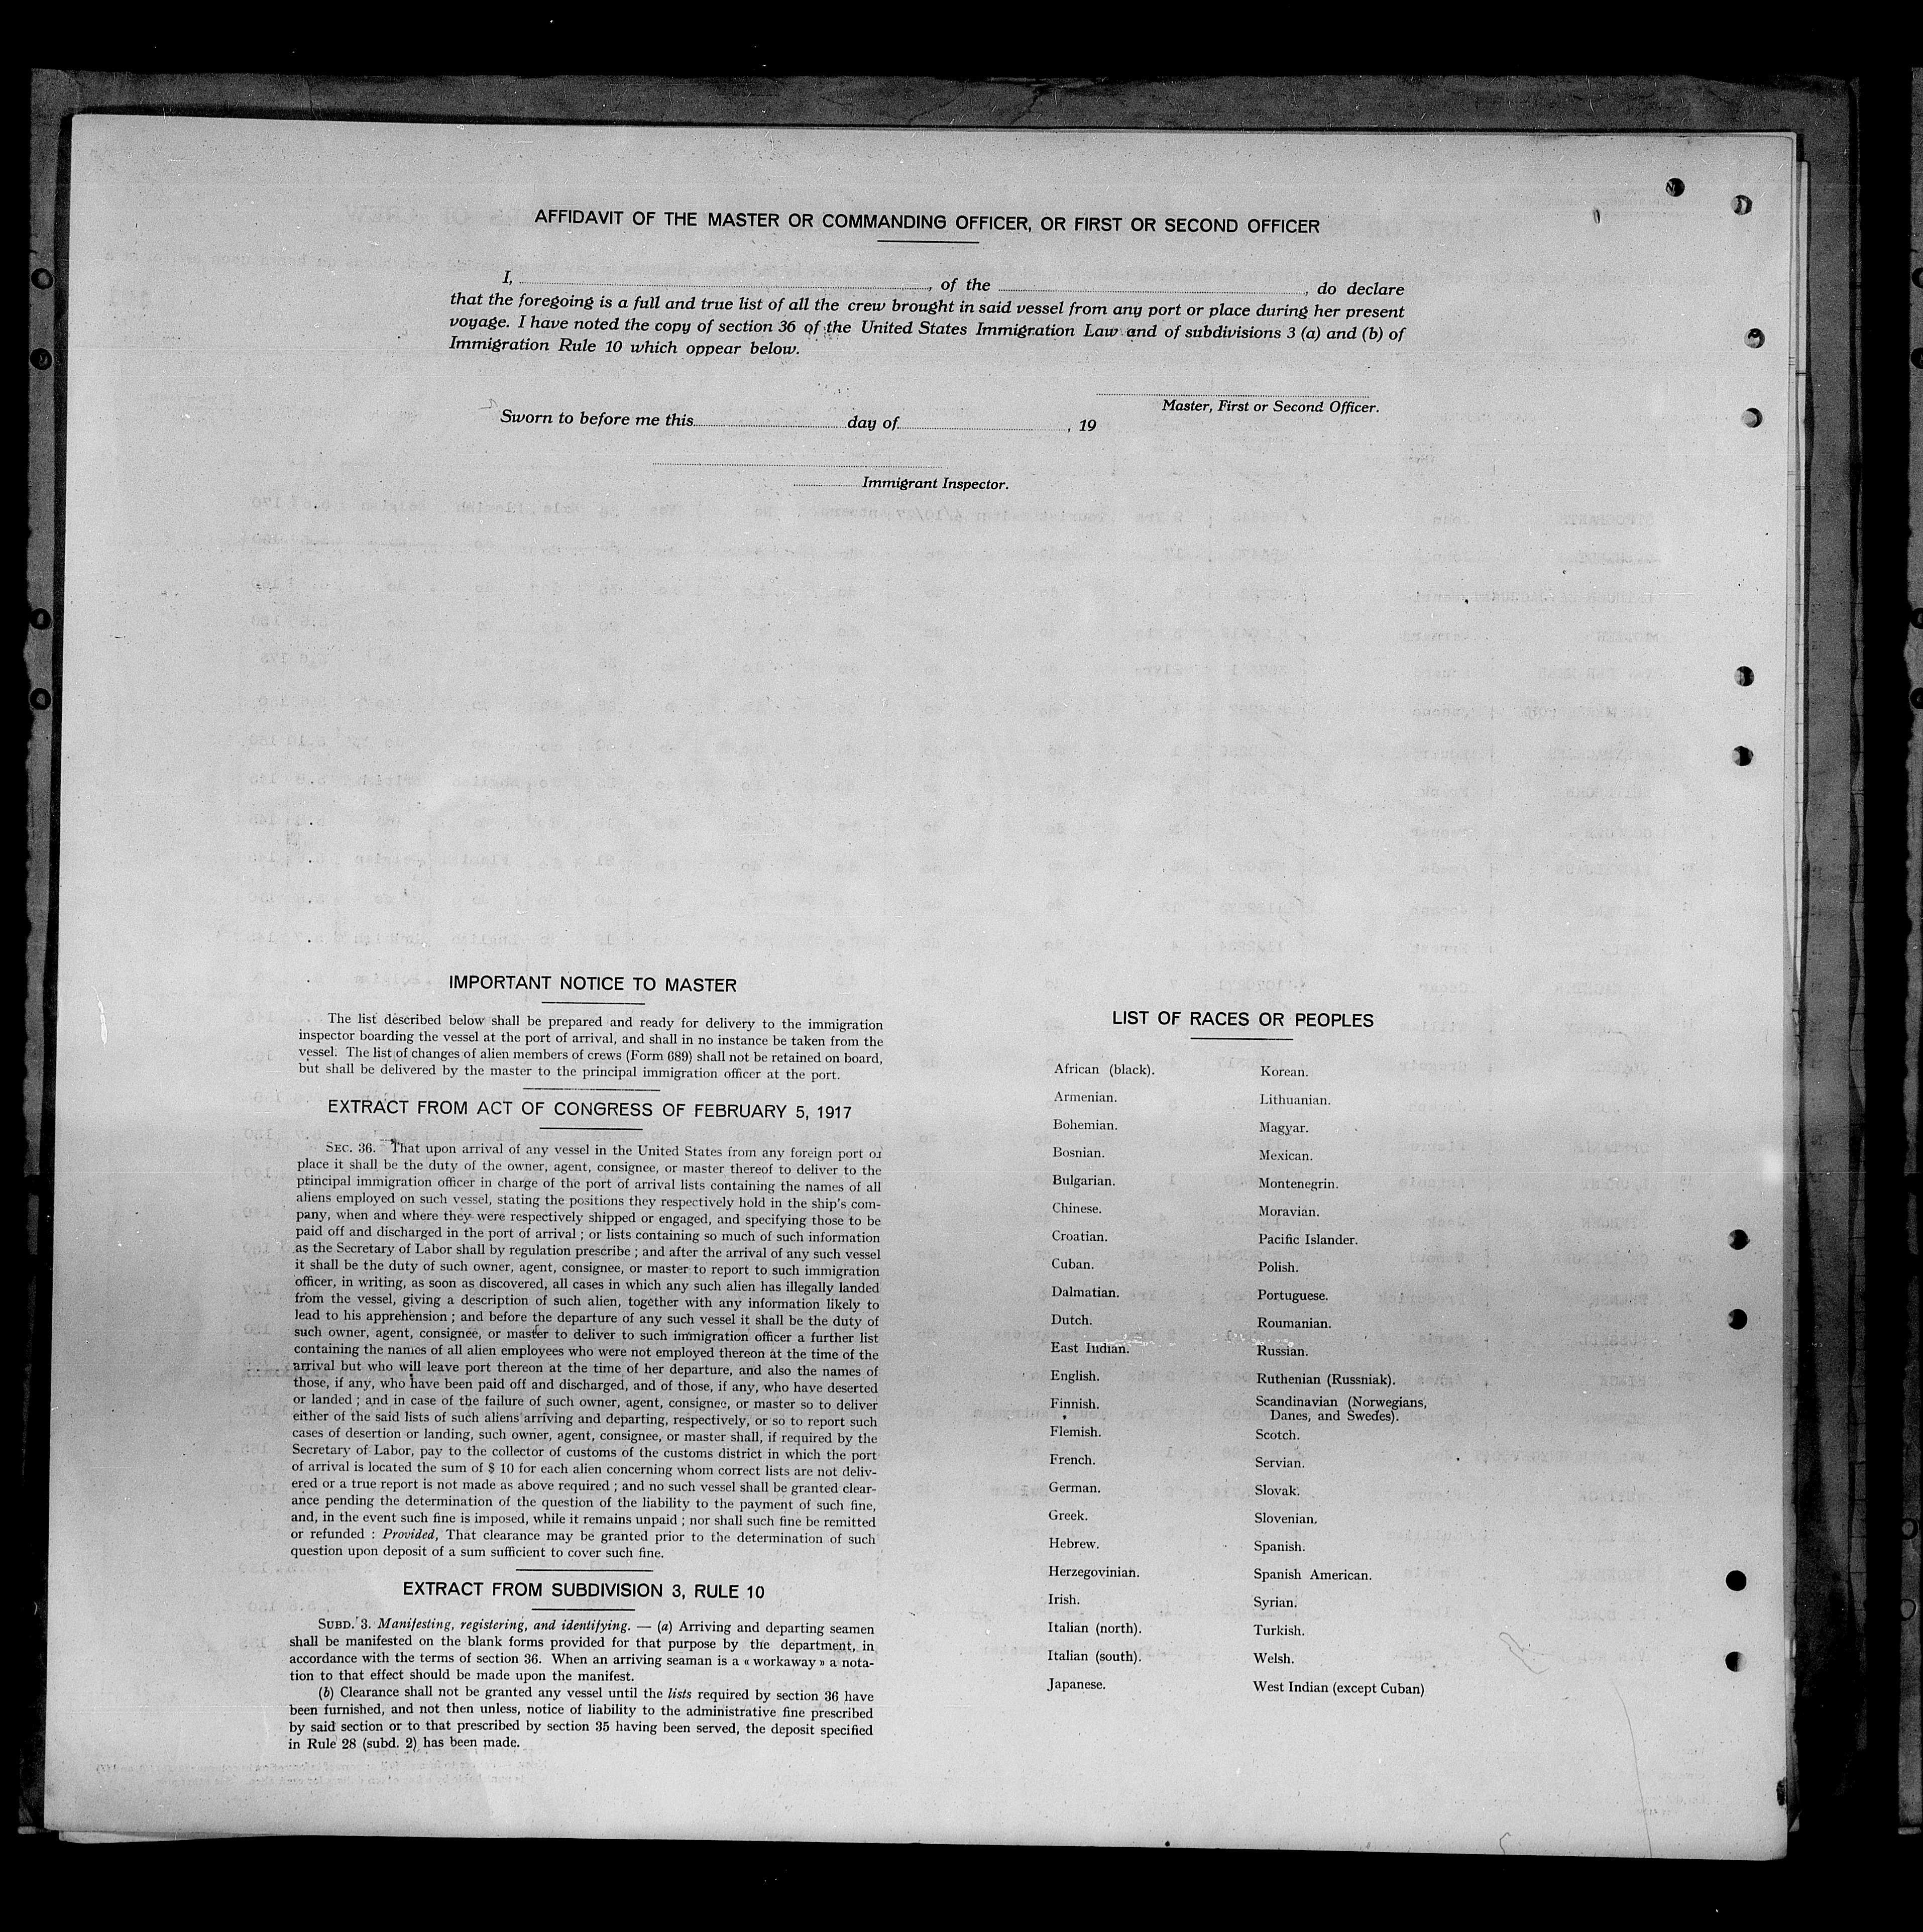 AFFIDAVIT OF THE MASTER OR COMMANDING OFFICER, OR FIRST OR SECOND OFFICER
I, , of the , do declare
that the foregoing is a full and true list of all the crew brought in said vessel from any port or place during her present
voyage. I have noted the copy of section 36 of the United States Immigration Law and of subdivisions 3 (a) and (b) of
Immigration Rule 10 which oppear below.
Master, First or Second Officer.
Sworn to before me this day of , 19
Immigrant Inspector.
IMPORTANT NOTICE TO MASTER
The list described below shall be prepared and ready for delivery to the immigration
inspector boarding the vessel at the port of arrival, and shall in no instance be taken from the
vessel. The list of changes of alien members of crews (Form 689) shall not be retained on board,
but shall be delivered by the master to the principal immigration officer at the port.
EXTRACT FROM ACT OF CONGRESS OF FEBRUARY 5, 1917
SEC. 36. That upon arrival of any vessel in the United States from any foreign port or
place it shall be the duty of the owner, agent, consignee, or master thereof to deliver to the
principal immigration officer in charge of the port of arrival lists containing the names of all
aliens employed on such vessel, stating the positions they respectively hold in the ship's com-
pany, when and where they were respectively shipped or engaged, and specifying those to be
paid off and discharged in the port of arrival ; or lists containing so much of such information
as the Secretary of Labor shall by regulation prescribe ; and after the arrival of any such vessel
it shall be the duty of such owner, agent, consignee, or master to report to such immigration
officer, in writing, as soon as discovered, all cases in which any such alien has illegally landed
from the vessel, giving a description of such alien, together with any information likely to
lead to his apprehension ; and before the departure of any such vessel it shall be the duty of
such owner, agent, consignee, or master to deliver to such immigration officer a further list
containing the names of all alien employees who were not employed thereon at the time of the
arrival but who will leave port thereon at the time of her departure, and also the names of
those, if any, who have been paid off and discharged, and of those, if any, who have deserted
or landed ; and in case of the failure of such owner, agent, consignee, or master so to deliver
either of the said lists of such aliens arriving and departing, respectively, or so to report such
cases of desertion or landing, such owner, agent, consignee, or master shall, if required by the
Secretary of Labor, pay to the collector of customs of the customs district in which the port
of arrival is located the sum of $ 10 for each alien concerning whom correct lists are not deliv-
ered or a true report is not made as above required ; and no such vessel shall be granted clear-
ance pending the determination of the question of the liability to the payment of such fine,
and, in the event such fine is imposed, while it remains unpaid ; nor shall such fine be remitted
or refunded : Provided, That clearance may be granted prior to the determination of such
question upon deposit of a sum sufficient to cover such fine.
EXTRACT FROM SUBDIVISION 3, RULE 10
SUBD. 3. Manifesting, registering, and identifying. — (a) Arriving and departing seamen
shall be manifested on the blank forms provided for that purpose by the department, in
accordance with the terms of section 36. When an arriving seaman is a « workaway » a nota-
tion to that effect should be made upon the manifest.
(b) Clearance shall not be granted any vessel until the lists required by section 36 have
been furnished, and not then unless, notice of liability to the administrative fine prescribed
by said section or to that prescribed by section 35 having been served, the deposit specified
in Rule 28 (subd. 2) has been made.
LIST OF RACES OR PEOPLES
African (black).
Armenian.
Bohemian.
Bosnian.
Bulgarian.
Chinese.
Croatian.
Cuban.
Dalmatian.
Dutch.
East Indian.
English.
Finnish.
Flemish.
French.
German.
Greek.
Hebrew.
Herzegovinian.
Irish.
Italian (north).
Italian (south).
Japanese.
Korean.
Lithuanian.
Magyar.
Mexican.
Montenegrin.
Moravian.
Pacific Islander.
Polish.
Portuguese.
Roumanian.
Russian.
Ruthenian (Russniak).
Scandinavian (Norwegians,
Danes, and Swedes).
Scotch.
Servian.
Slovak.
Slovenian.
Spanish.
Spanish American.
Syrian.
Turkish.
Welsh.
West Indian (except Cuban)